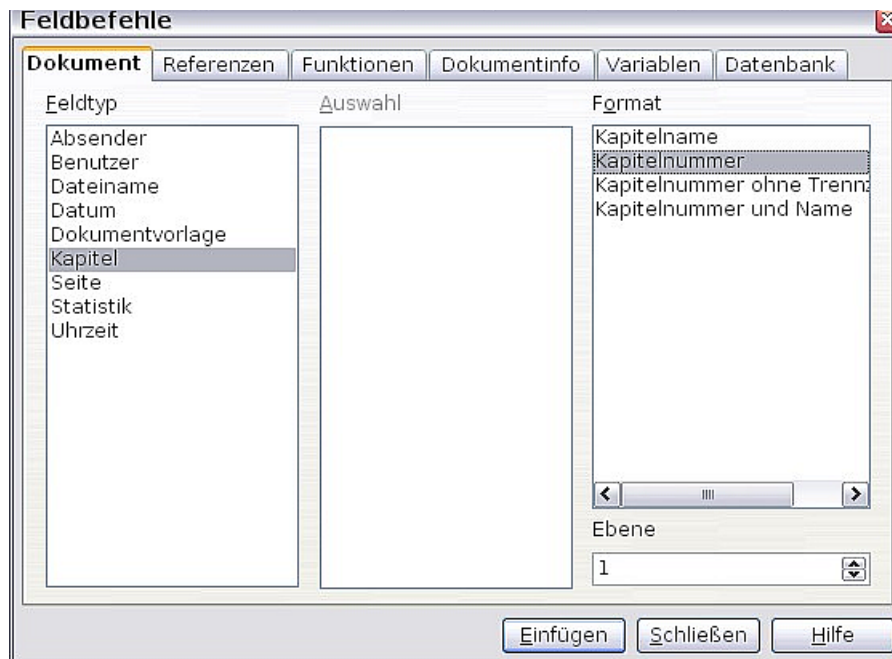 Feldbefehle
Dokument Referenzen Funktionen Dokumentinfo Variablen Datenbank
Feldtyp
Absender
Benutzer
Dateiname
Datum
Dokumentvorlage
Kapitel
Seite
Statistik
Uhrzeit
Auswahl
Format
Kapitelname
Kapitelnummer
Kapitelnummer ohne
Kapitelnummer und Name
Ebene
1
Einfügen Schließen Hilfe